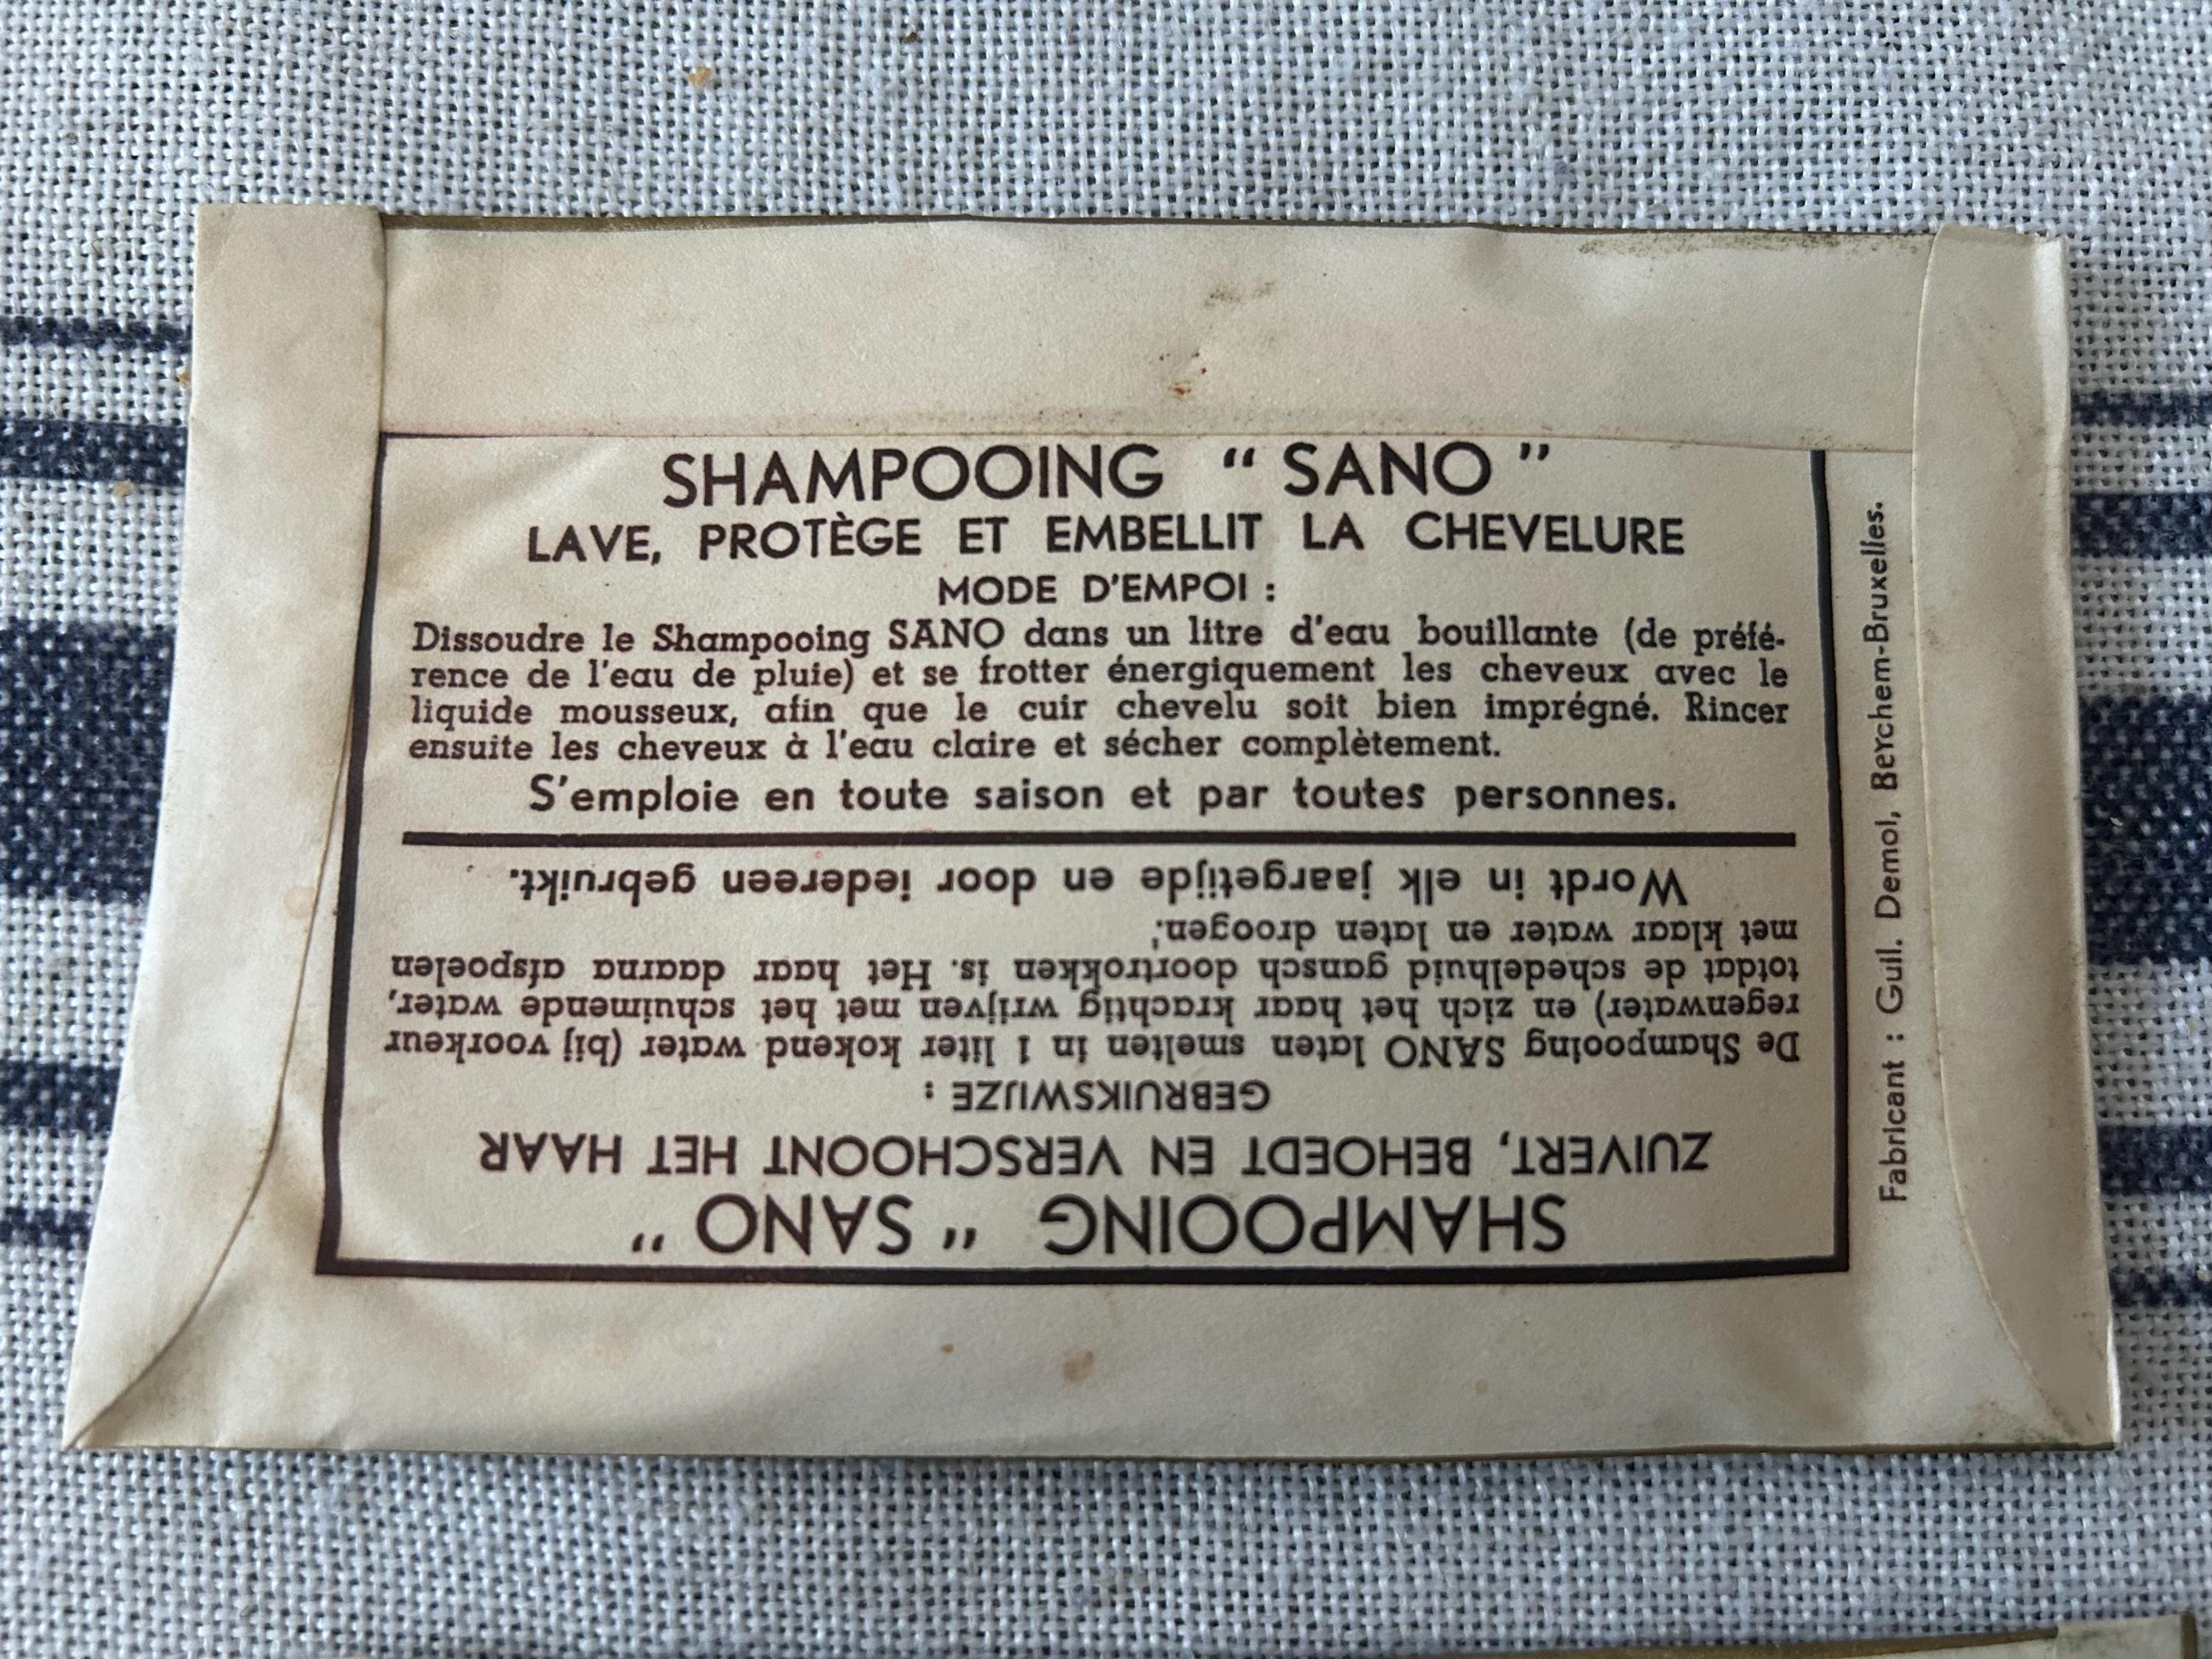 SHAMPOOING " SANO "
LAVE, PROTÈGE ET EMBELLIT LA CHEVELURE
MODE D'EMPOI :
Dissoudre le Shampooing SANO dans un litre d'eau bouillante (de préfé-
rence de l'eau de pluie) et se frotter énergiquement les cheveux avec le
liquide mousseux, afin que le cuir chevelu soit bien imprégné. Rincer
ensuite les cheveux à l'eau claire et sécher complètement.
S'emploie en toute saison et par toutes personnes.
SHAMPOOING " SANO "
ZUIVERT, BEHOEDT EN VERSCHOONT HET HAAR
GEBRUIKSWIJZE :
De Shampooing SANO laten smelten in 1 liter kokend water (bij voorkeur
regenwater) en zich het haar krachtig wrijven met het schuimende water,
totdat de schedelhuid gansch doortrokken is. Het haar daarna afspoelen
met klaar water en laten droogen.
Wordt in elk jaargetijde en door iedereen gebruikt.
Fabricant : Guil. Demol, Berchem-Bruxelles.